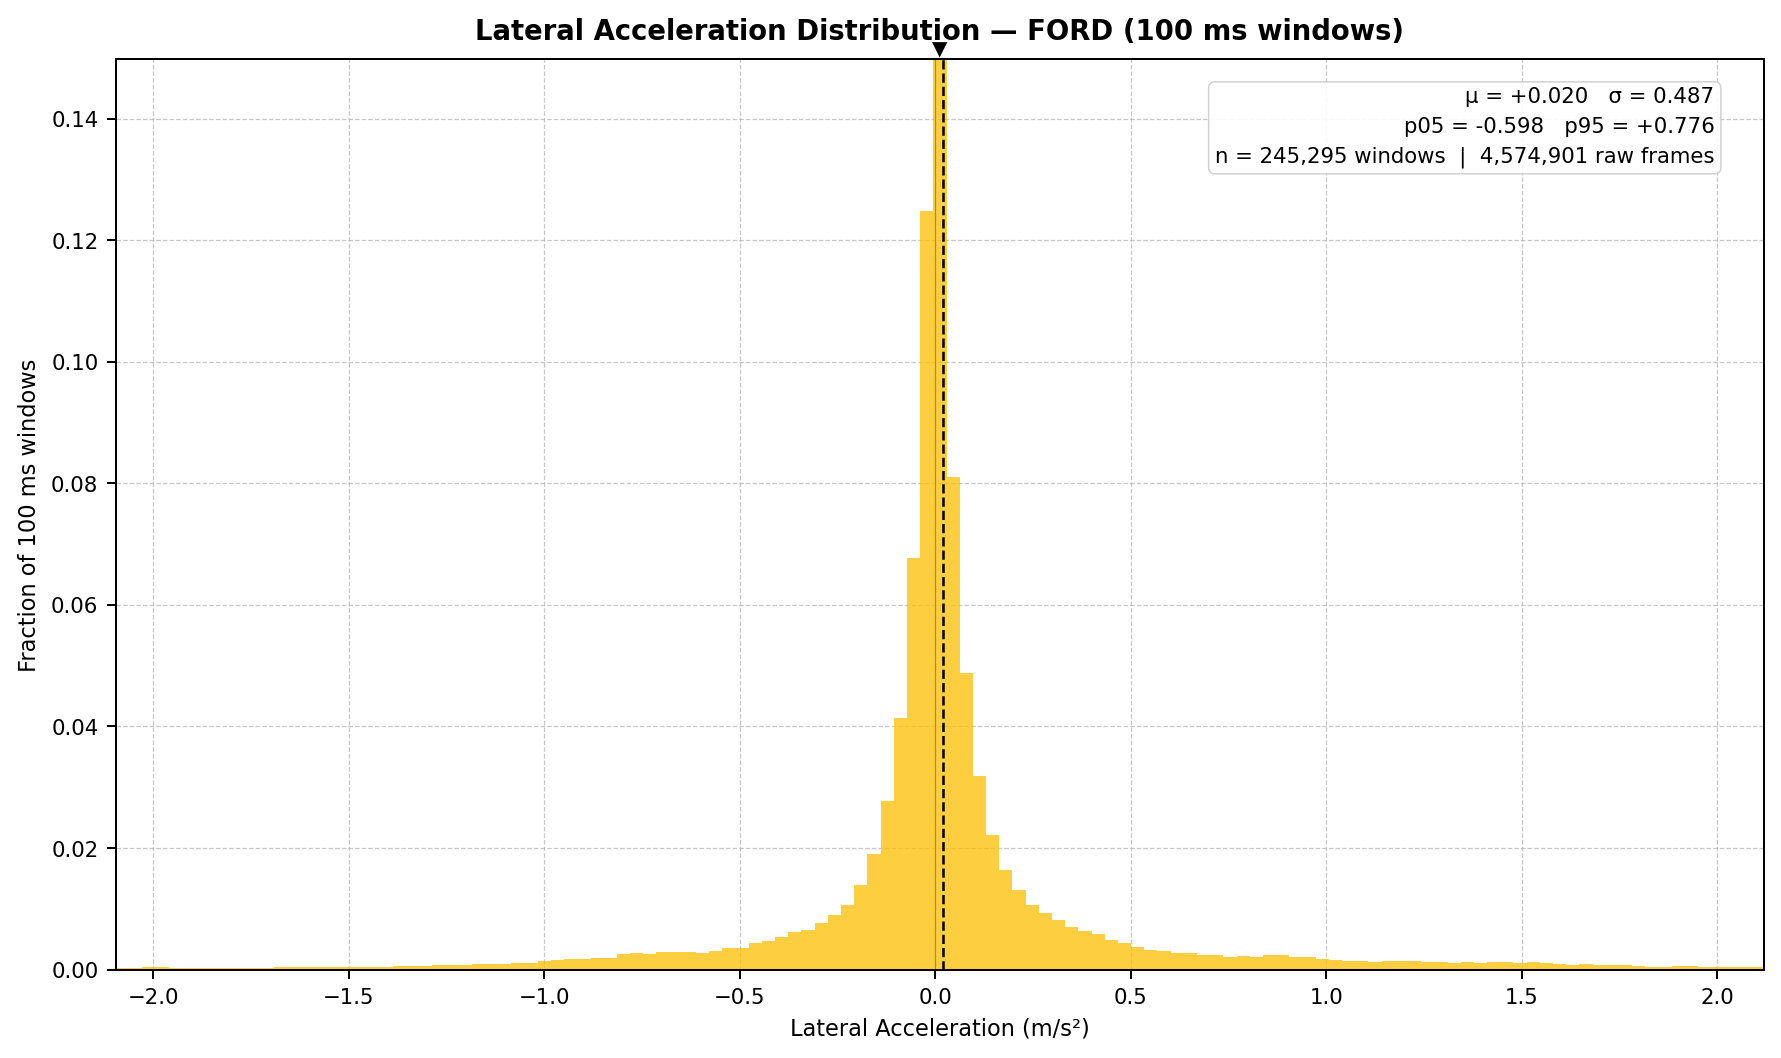 Lateral Acceleration Distribution — FORD (100 ms windows)
μ = +0.020   σ = 0.487
p05 = -0.598   p95 = +0.776
n = 245,295 windows  |  4,574,901 raw frames
Fraction of 100 ms windows
0.14
0.12
0.10
0.08
0.06
0.04
0.02
0.00
−2.0 −1.5 −1.0 −0.5 0.0 0.5 1.0 1.5 2.0
Lateral Acceleration (m/s²)